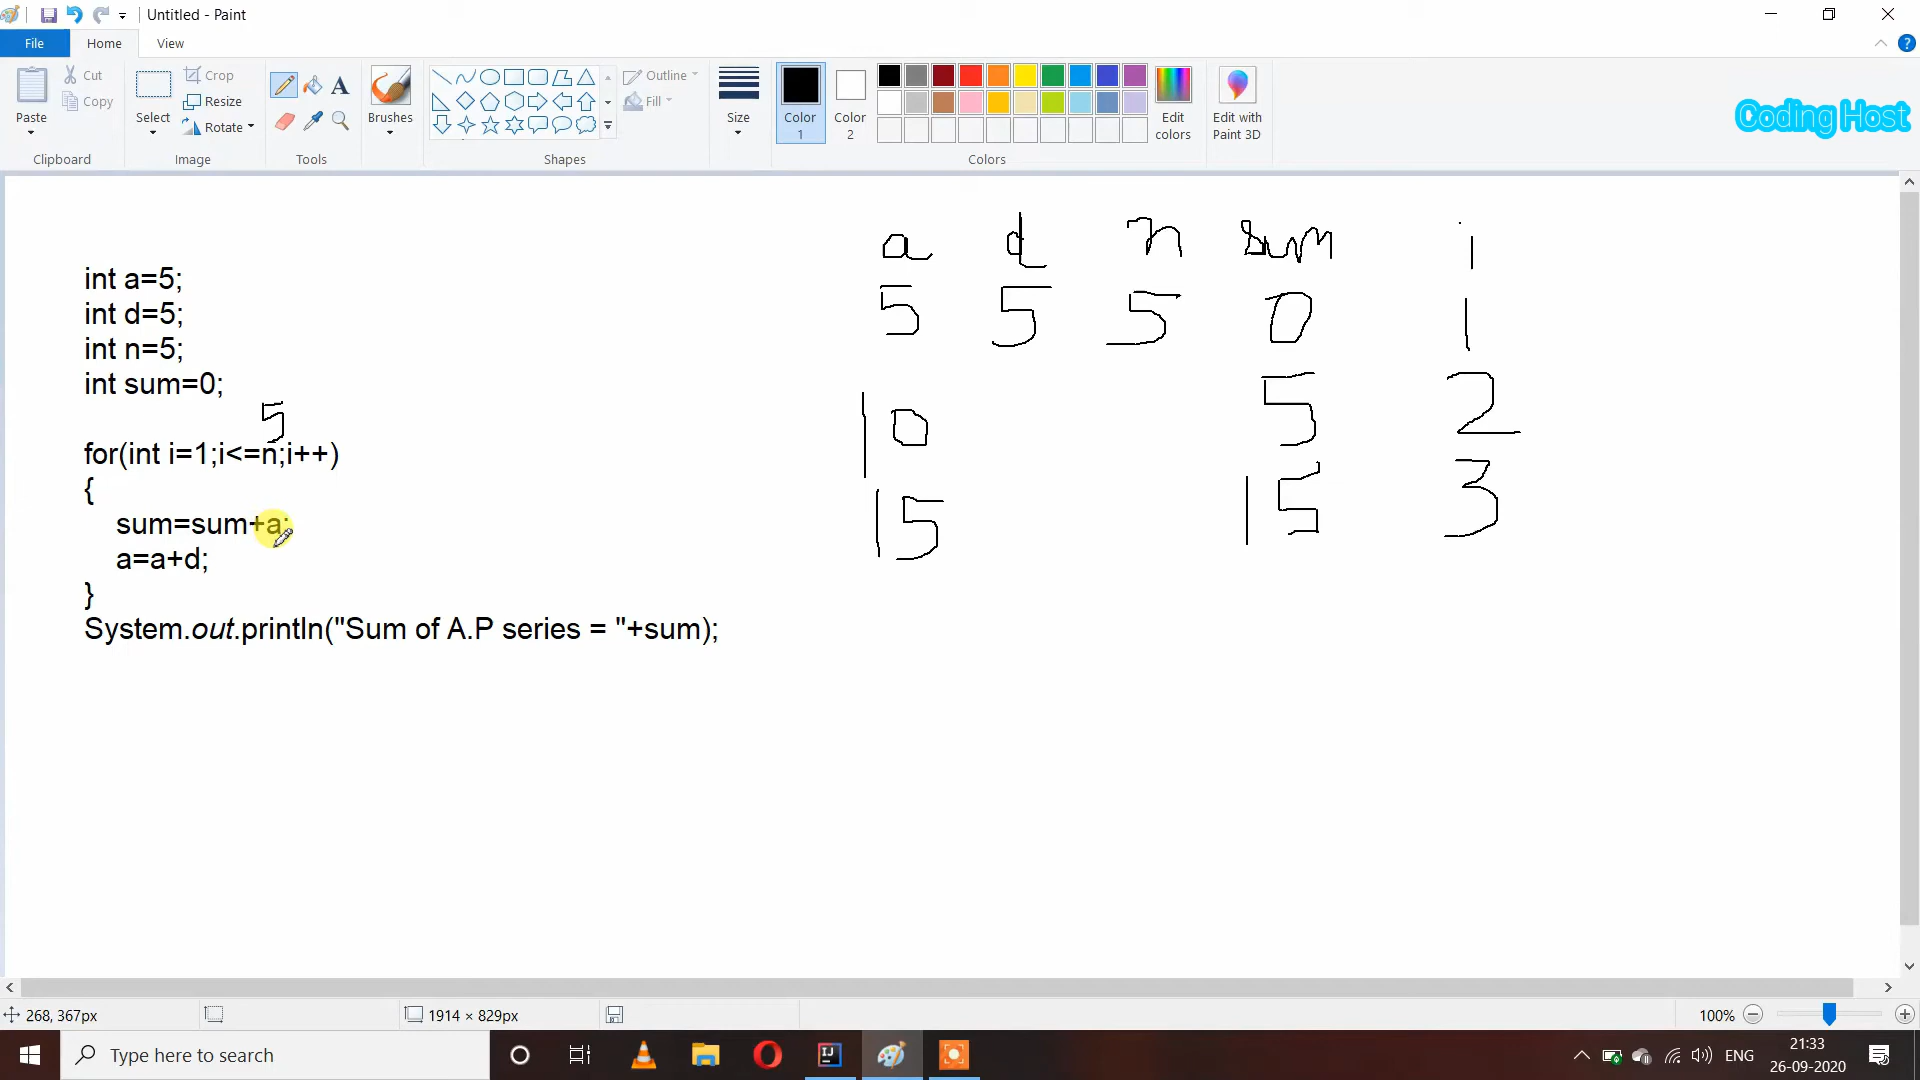 Untitled - Paint
File Home View
Paste
Cut
Copy
Clipboard
Select
Crop
Resize
Rotate
Image
Tools
Brushes
Shapes
Outline
Fill
Size
Color 1
Color 2
Edit colors
Colors
Edit with Paint 3D
Coding Host
int a=5;
int d=5;
int n=5;
int sum=0;
5
for(int i=1;i<=n;i++)
{
sum=sum+a;
a=a+d;
}
System.out.println("Sum of A.P series = "+sum);
a d n sum i
5 5 5 0 1
10 5 2
15 15 3
268, 367px
1914 × 829px
100%
Type here to search
ENG
21:33
26-09-2020